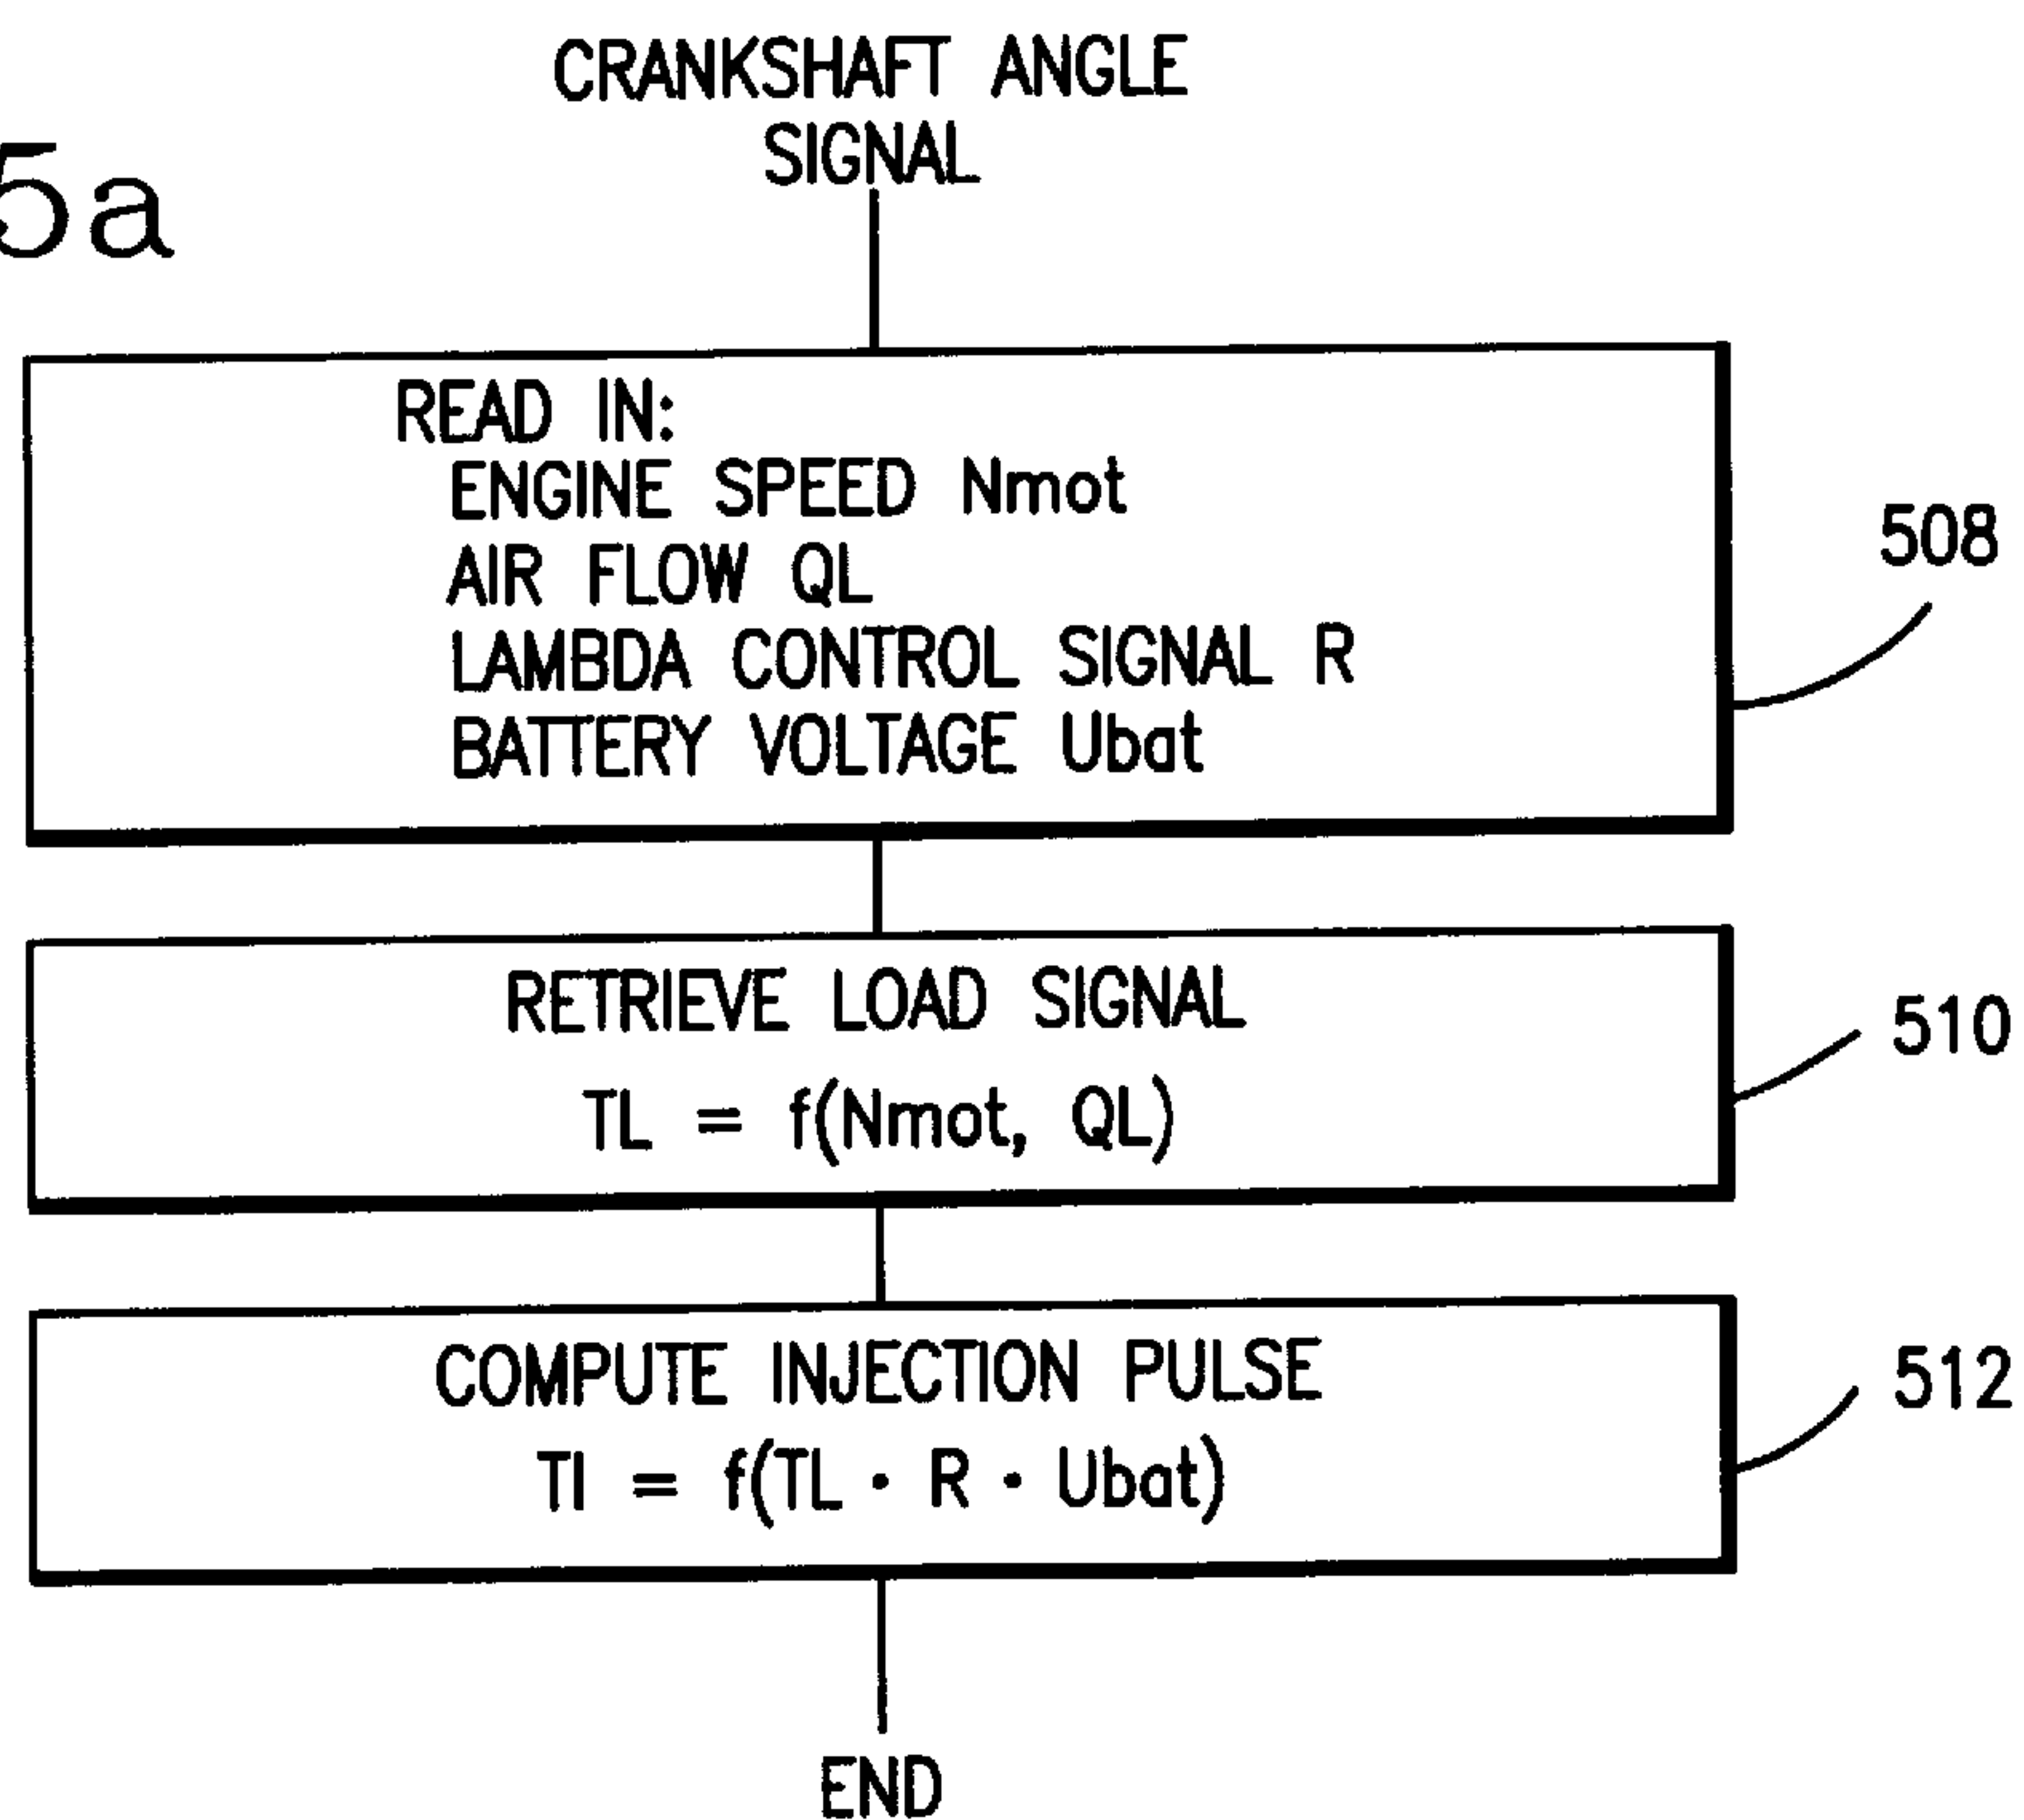 5a
CRANKSHAFT ANGLE
SIGNAL
READ IN:
ENGINE SPEED Nmot
AIR FLOW QL
LAMBDA CONTROL SIGNAL R
BATTERY VOLTAGE Ubat
508
RETRIEVE LOAD SIGNAL
TL = f(Nmot, QL)
510
COMPUTE INJECTION PULSE
TI = f(TL · R · Ubat)
512
END